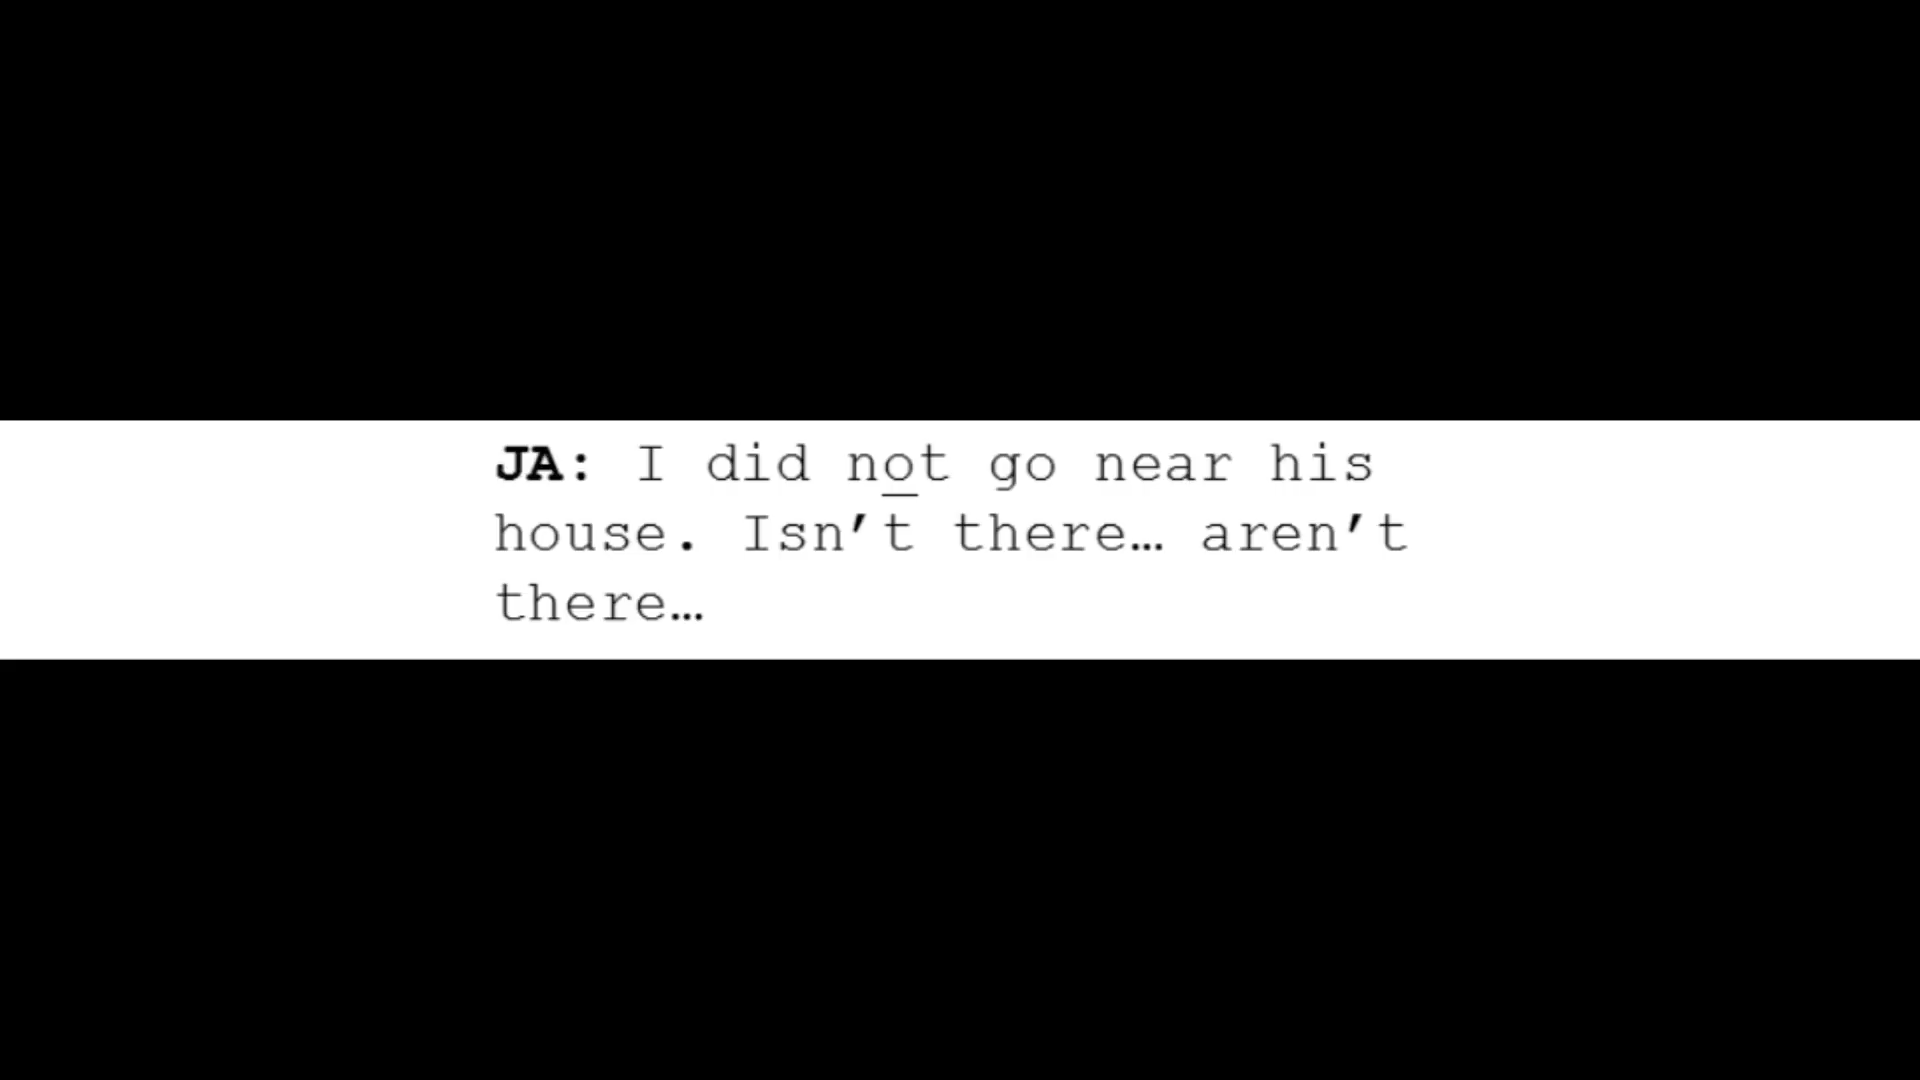 JA: I did not go near his
house. Isn’t there… aren’t
there…